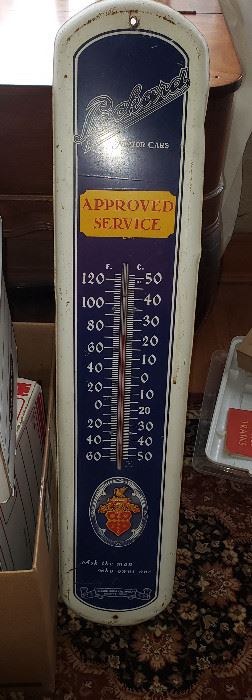 Packard
MOTOR CARS
APPROVED
SERVICE
F. C.
120 50
100 40
80 30
60 20
40 10
20 0
0 10
20 20
40 30
60 40
60 50
Ask the man
who owns one